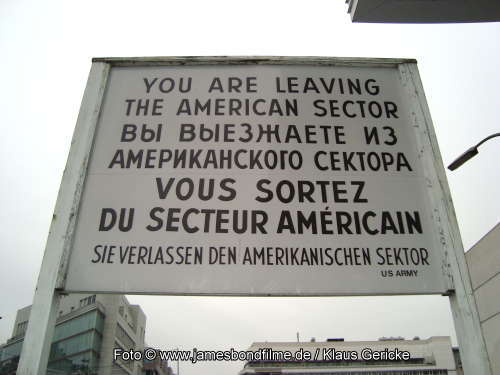 YOU ARE LEAVING
THE AMERICAN SECTOR
ВЫ ВЫЕЗЖАЕТЕ ИЗ
АМЕРИКАНСКОГО СЕКТОРА
VOUS SORTEZ
DU SECTEUR AMÉRICAIN
SIE VERLASSEN DEN AMERIKANISCHEN SEKTOR
US ARMY
Foto © www.jamesbondfilme.de / Klaus Gericke